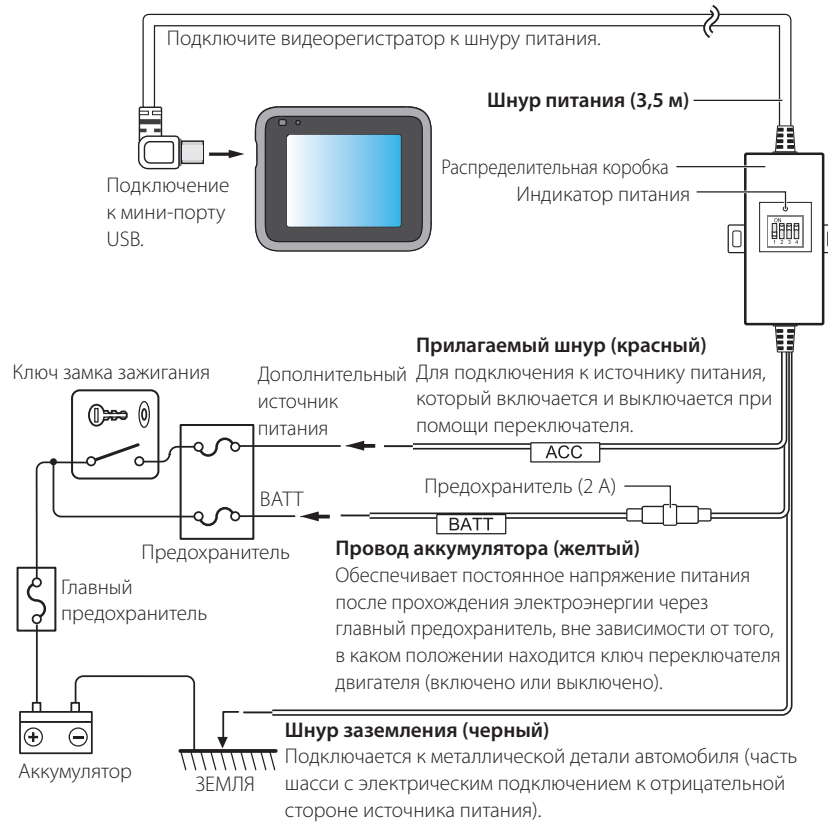 Подключите видеорегистратор к шнуру питания.
Шнур питания (3,5 м)
Подключение
к мини-порту
USB.
Распределительная коробка
Индикатор питания
ON
1 2 3 4
Прилагаемый шнур (красный)
Для подключения к источнику питания,
который включается и выключается при
помощи переключателя.
Ключ замка зажигания
Дополнительный
источник
питания
ACC
Предохранитель (2 А)
BATT
BATT
Предохранитель
Провод аккумулятора (желтый)
Обеспечивает постоянное напряжение питания
после прохождения электроэнергии через
главный предохранитель, вне зависимости от того,
в каком положении находится ключ переключателя
двигателя (включено или выключено).
Главный
предохранитель
Аккумулятор
ЗЕМЛЯ
Шнур заземления (черный)
Подключается к металлической детали автомобиля (часть
шасси с электрическим подключением к отрицательной
стороне источника питания).